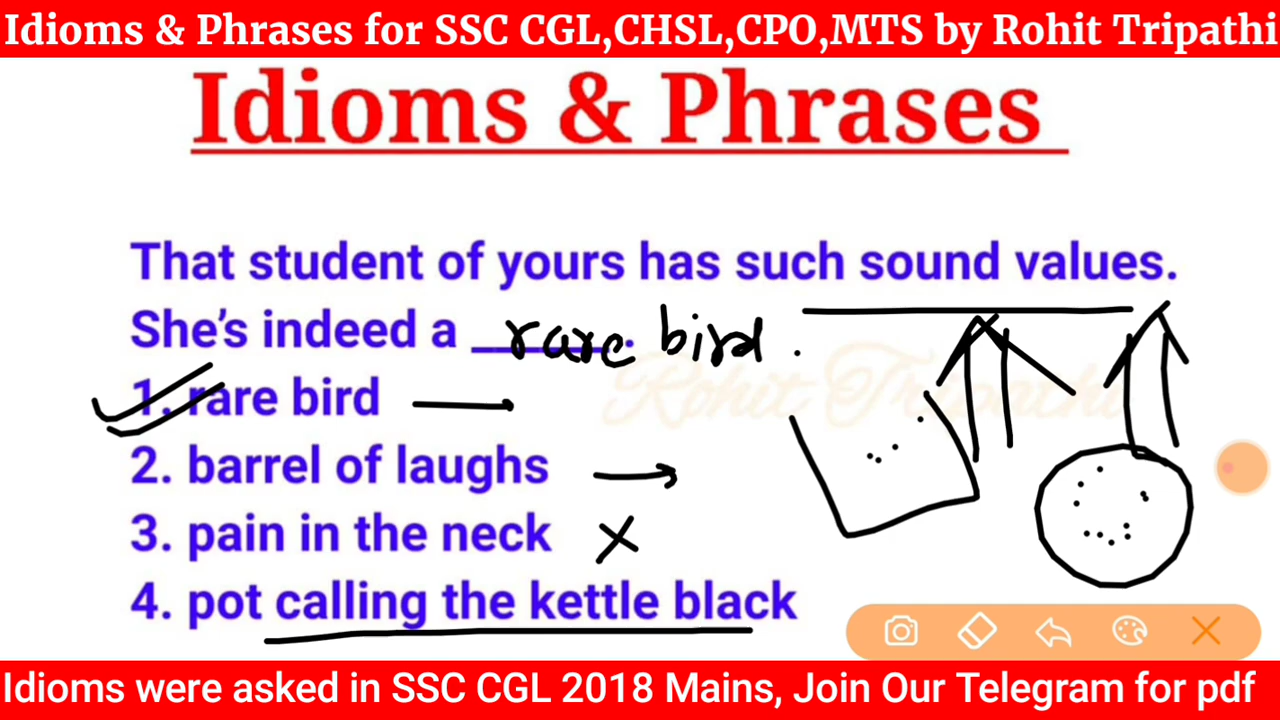 Idioms & Phrases for SSC CGL,CHSL,CPO,MTS by Rohit Tripathi
Idioms & Phrases
That student of yours has such sound values.
She's indeed a ______. rare bird .
Rohit Tripathi
1. rare bird
2. barrel of laughs
3. pain in the neck
4. pot calling the kettle black
Idioms were asked in SSC CGL 2018 Mains, Join Our Telegram for pdf